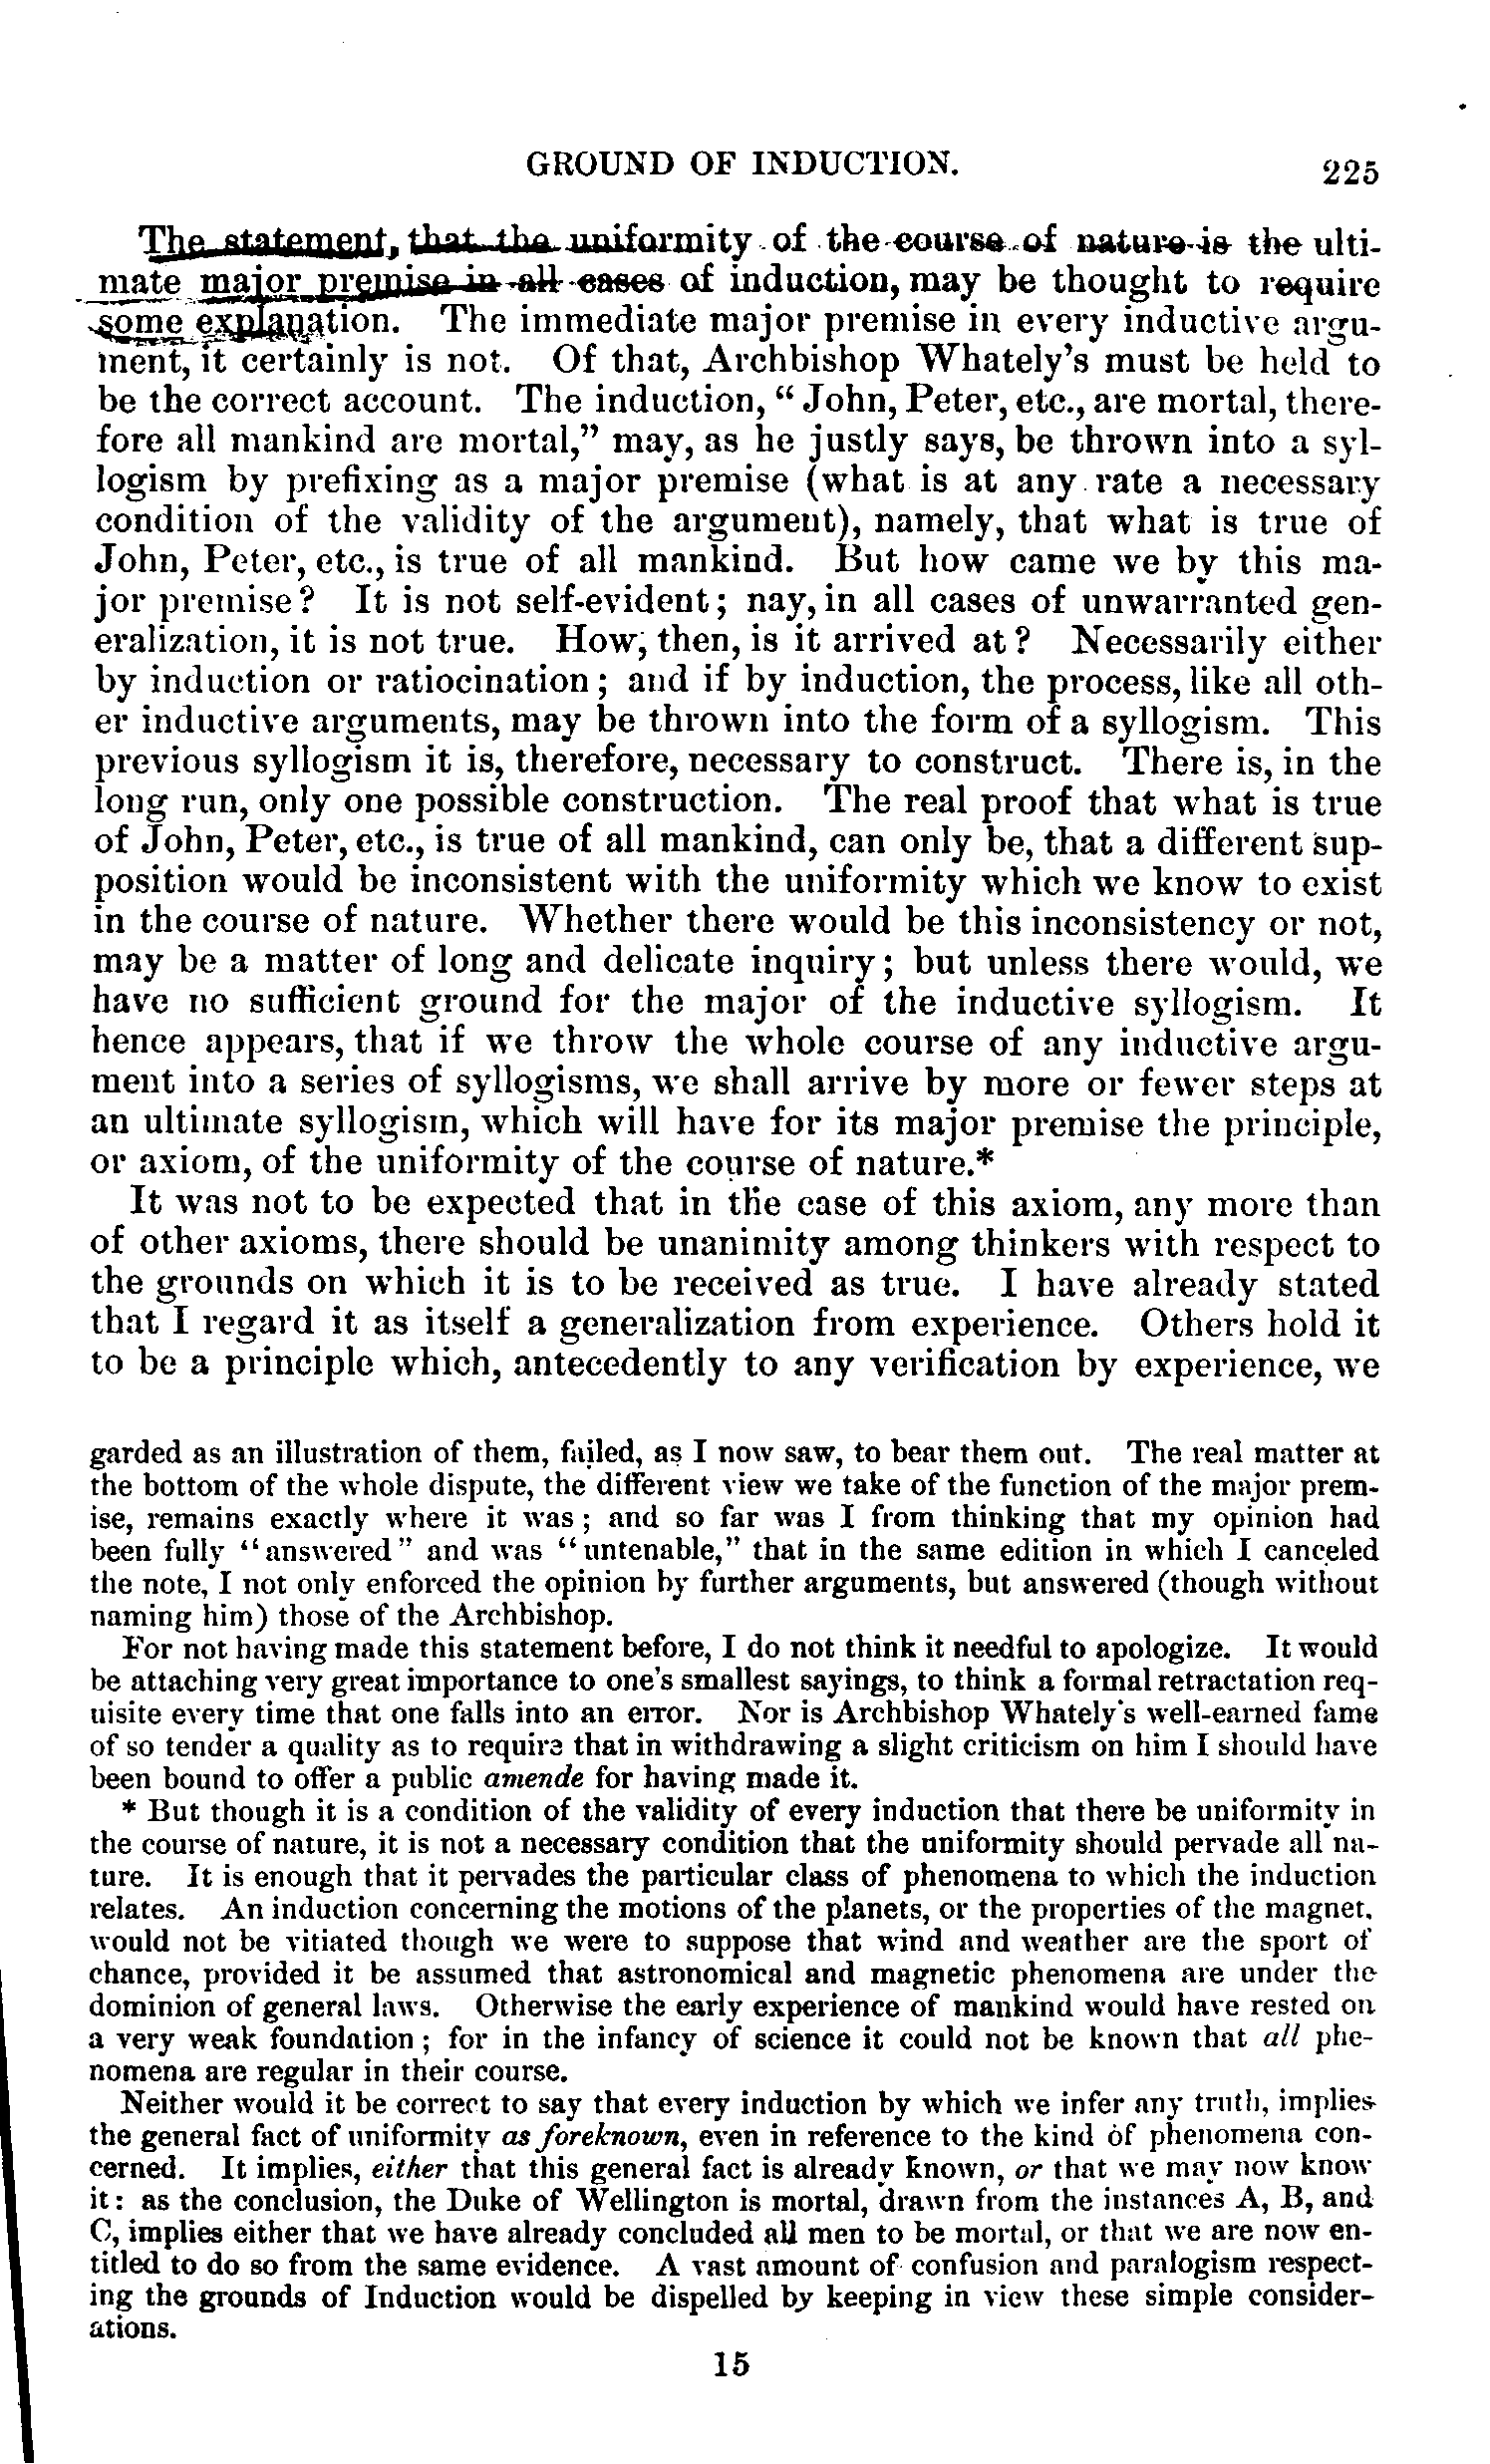 GROUND OF INDUCTION.
225
The statement, that the uniformity of the course of nature is the ulti-
mate major premise in all cases of induction, may be thought to require
some explanation. The immediate major premise in every inductive argu-
ment, it certainly is not. Of that, Archbishop Whately's must be held to
be the correct account. The induction, "John, Peter, etc., are mortal, there-
fore all mankind are mortal," may, as he justly says, be thrown into a syl-
logism by prefixing as a major premise (what is at any rate a necessary
condition of the validity of the argument), namely, that what is true of
John, Peter, etc., is true of all mankind. But how came we by this ma-
jor premise? It is not self-evident; nay, in all cases of unwarranted gen-
eralization, it is not true. How, then, is it arrived at? Necessarily either
by induction or ratiocination; and if by induction, the process, like all oth-
er inductive arguments, may be thrown into the form of a syllogism. This
previous syllogism it is, therefore, necessary to construct. There is, in the
long run, only one possible construction. The real proof that what is true
of John, Peter, etc., is true of all mankind, can only be, that a different sup-
position would be inconsistent with the uniformity which we know to exist
in the course of nature. Whether there would be this inconsistency or not,
may be a matter of long and delicate inquiry; but unless there would, we
have no sufficient ground for the major of the inductive syllogism. It
hence appears, that if we throw the whole course of any inductive argu-
ment into a series of syllogisms, we shall arrive by more or fewer steps at
an ultimate syllogism, which will have for its major premise the principle,
or axiom, of the uniformity of the course of nature.*
It was not to be expected that in the case of this axiom, any more than
of other axioms, there should be unanimity among thinkers with respect to
the grounds on which it is to be received as true. I have already stated
that I regard it as itself a generalization from experience. Others hold it
to be a principle which, antecedently to any verification by experience, we
garded as an illustration of them, failed, as I now saw, to bear them out. The real matter at
the bottom of the whole dispute, the different view we take of the function of the major prem-
ise, remains exactly where it was; and so far was I from thinking that my opinion had
been fully "answered" and was "untenable," that in the same edition in which I canceled
the note, I not only enforced the opinion by further arguments, but answered (though without
naming him) those of the Archbishop.
For not having made this statement before, I do not think it needful to apologize. It would
be attaching very great importance to one's smallest sayings, to think a formal retractation req-
uisite every time that one falls into an error. Nor is Archbishop Whately's well-earned fame
of so tender a quality as to require that in withdrawing a slight criticism on him I should have
been bound to offer a public amende for having made it.
* But though it is a condition of the validity of every induction that there be uniformity in
the course of nature, it is not a necessary condition that the uniformity should pervade all na-
ture. It is enough that it pervades the particular class of phenomena to which the induction
relates. An induction concerning the motions of the planets, or the properties of the magnet,
would not be vitiated though we were to suppose that wind and weather are the sport of
chance, provided it be assumed that astronomical and magnetic phenomena are under the
dominion of general laws. Otherwise the early experience of mankind would have rested on
a very weak foundation; for in the infancy of science it could not be known that all phe-
nomena are regular in their course.
Neither would it be correct to say that every induction by which we infer any truth, implies
the general fact of uniformity as foreknown, even in reference to the kind of phenomena con-
cerned. It implies, either that this general fact is already known, or that we may now know
it: as the conclusion, the Duke of Wellington is mortal, drawn from the instances A, B, and
C, implies either that we have already concluded all men to be mortal, or that we are now en-
titled to do so from the same evidence. A vast amount of confusion and paralogism respect-
ing the grounds of Induction would be dispelled by keeping in view these simple consider-
ations.
15